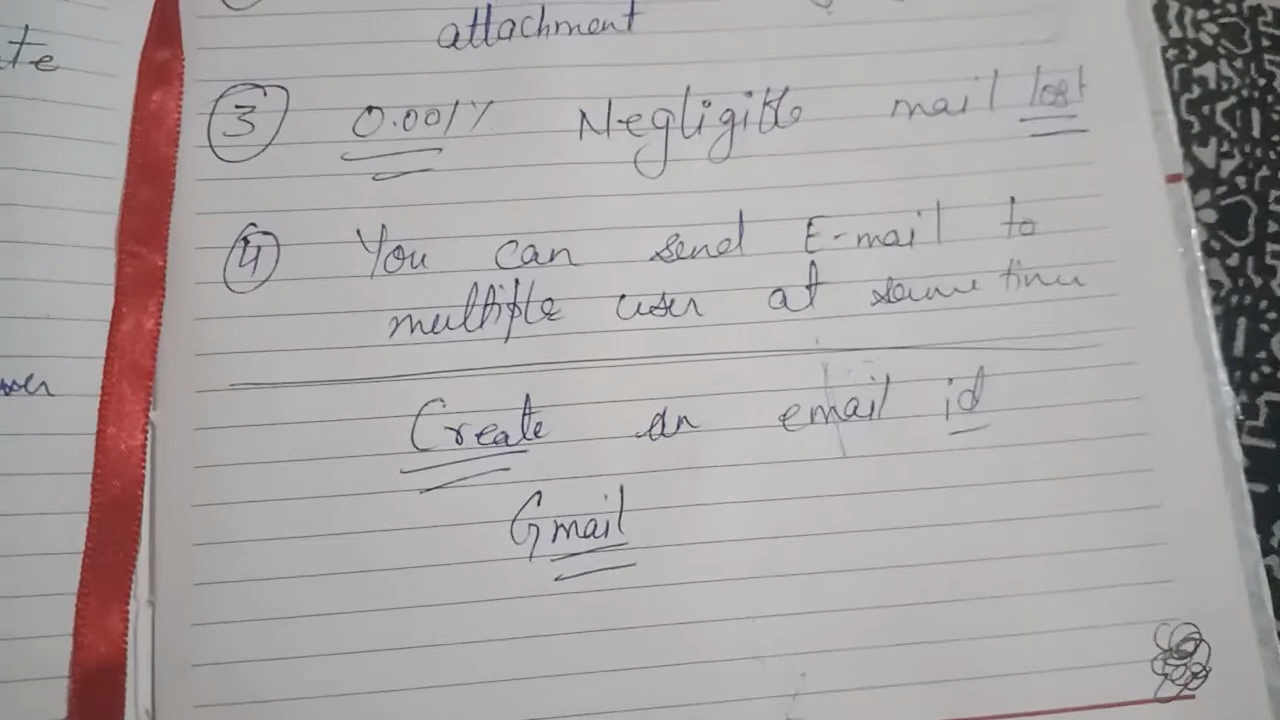 attachment
te
③ 0.001% Negligible mail lost
④ You can send E-mail to
multiple user at same time
Create an email id
Gmail